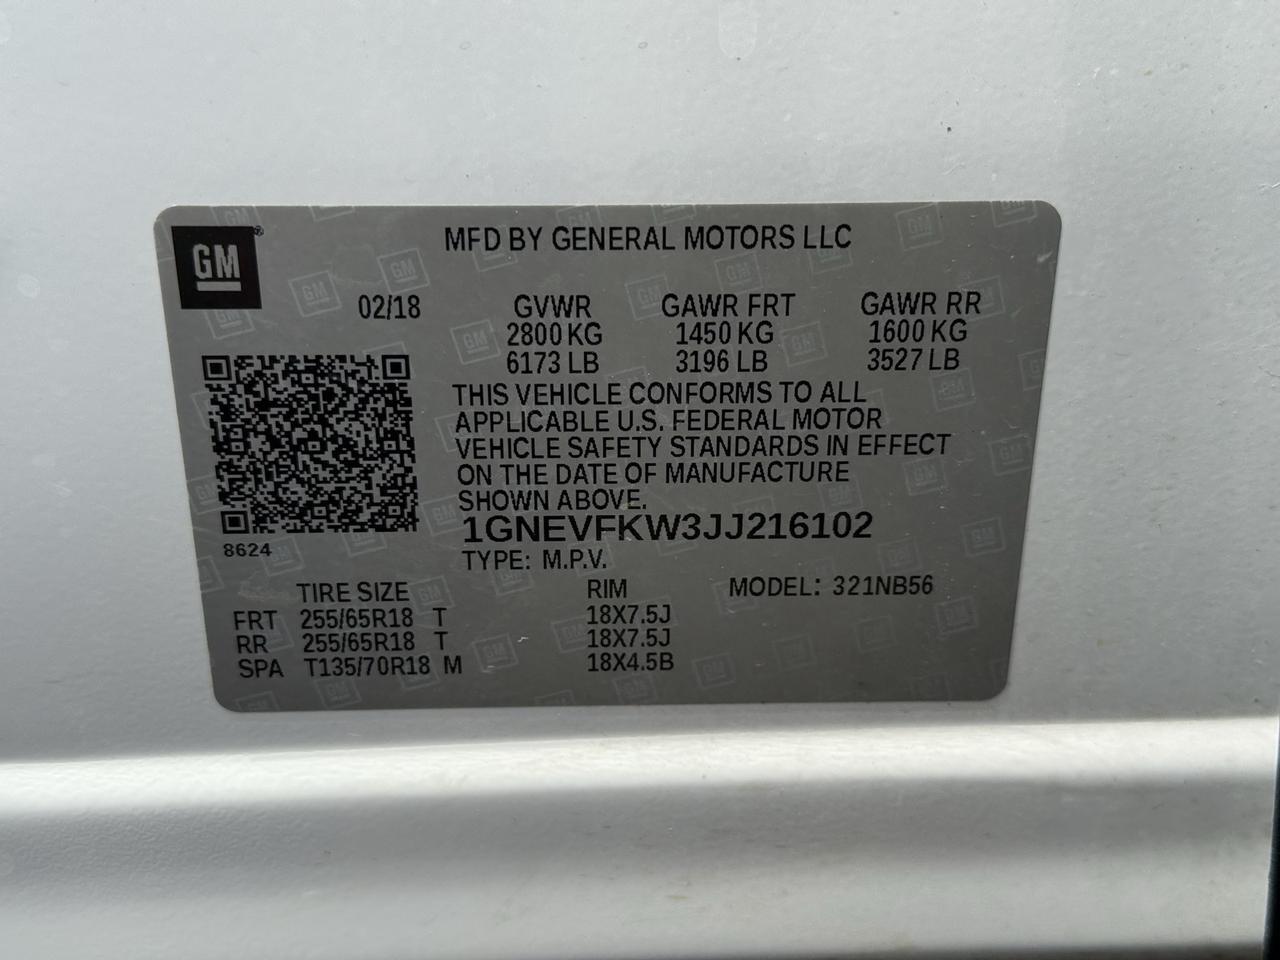 GM
MFD BY GENERAL MOTORS LLC
02/18 GVWR GAWR FRT GAWR RR
2800 KG 1450 KG 1600 KG
6173 LB 3196 LB 3527 LB
THIS VEHICLE CONFORMS TO ALL
APPLICABLE U.S. FEDERAL MOTOR
VEHICLE SAFETY STANDARDS IN EFFECT
ON THE DATE OF MANUFACTURE
SHOWN ABOVE.
1GNEVFKW3JJ216102
8624
TYPE: M.P.V.
TIRE SIZE RIM MODEL: 321NB56
FRT 255/65R18 T 18X7.5J
RR 255/65R18 T 18X7.5J
SPA T135/70R18 M 18X4.5B